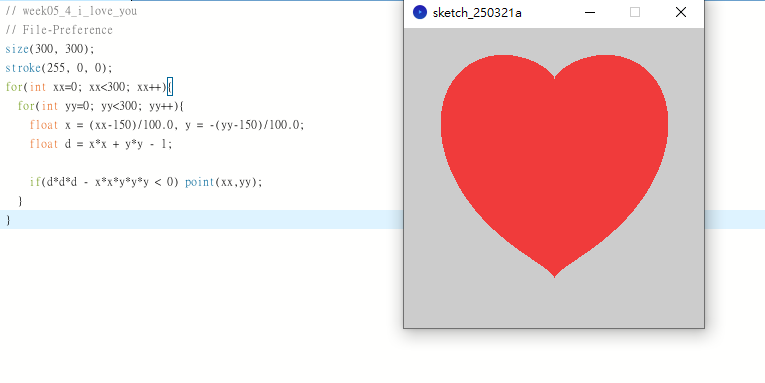 // week05_4_i_love_you
// File-Preference
size(300, 300);
stroke(255, 0, 0);
for(int xx=0; xx<300; xx++){
  for(int yy=0; yy<300; yy++){
    float x = (xx-150)/100.0, y = -(yy-150)/100.0;
    float d = x*x + y*y - 1;
    if(d*d*d - x*x*y*y*y < 0) point(xx,yy);
  }
}
sketch_250321a